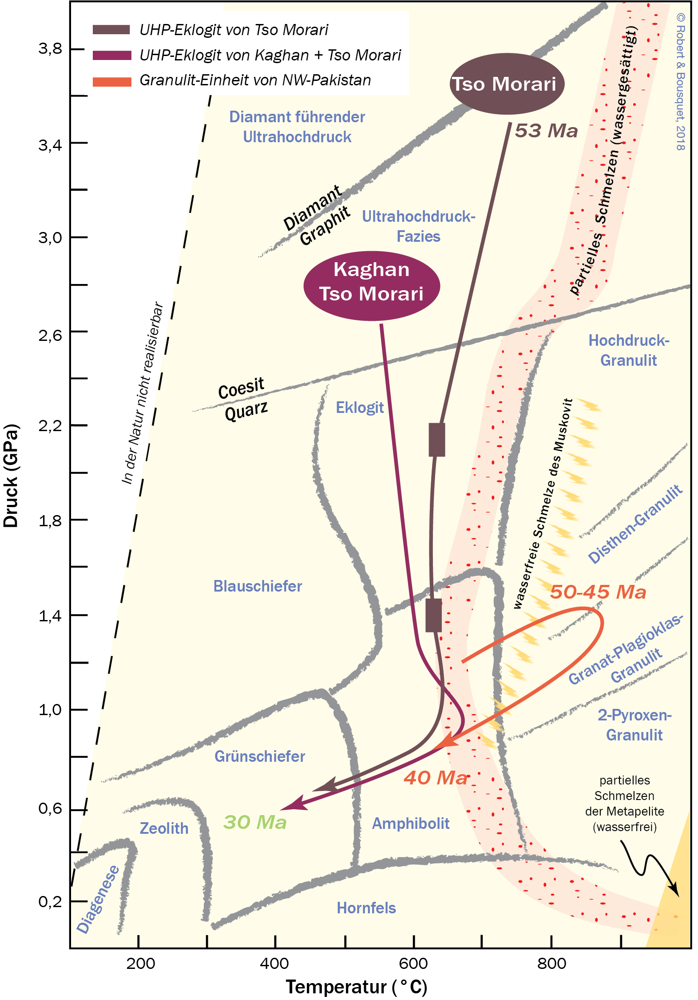 UHP-Eklogit von Tso Morari
UHP-Eklogit von Kaghan + Tso Morari
Granulit-Einheit von NW-Pakistan
© Robert & Bousquet, 2018
Tso Morari
53 Ma
Diamant führender
Ultrahochdruck
partielles Schmelzen (wassergesättigt)
Diamant
Graphit
Ultrahochdruck-
Fazies
Kaghan
Tso Morari
In der Natur nicht realisierbar
Hochdruck-
Granulit
Coesit
Quarz
Eklogit
wasserfreie Schmelze des Muskovit
Disthen-Granulit
Blauschiefer
50-45 Ma
Granat-Plagioklas-
Granulit
2-Pyroxen-
Granulit
Grünschiefer
40 Ma
partielles
Schmelzen
der Metapelite
(wasserfrei)
30 Ma
Zeolith
Amphibolit
Diagenese
Hornfels
Druck (GPa)
3,8
3,4
3,0
2,6
2,2
1,8
1,4
1,0
0,6
0,2
200 400 600 800
Temperatur (°C)